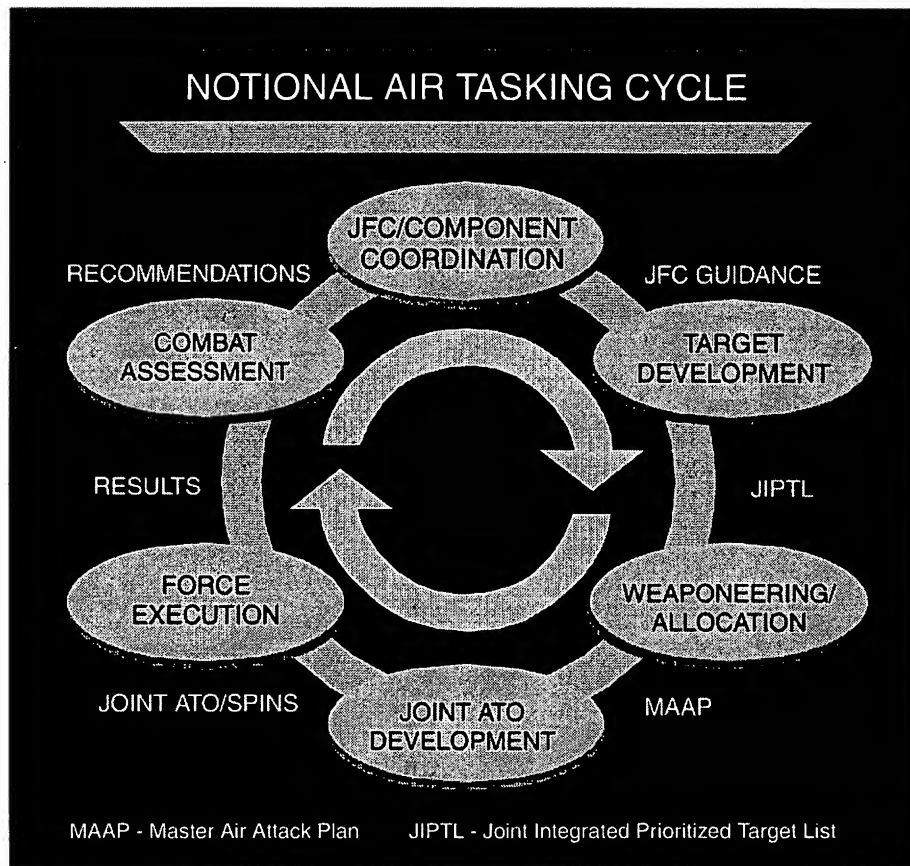 NOTIONAL AIR TASKING CYCLE
JFC/COMPONENT
COORDINATION
RECOMMENDATIONS
JFC GUIDANCE
COMBAT
ASSESSMENT
TARGET
DEVELOPMENT
RESULTS
JIPTL
FORCE
EXECUTION
WEAPONEERING/
ALLOCATION
JOINT ATO/SPINS
MAAP
JOINT ATO
DEVELOPMENT
MAAP - Master Air Attack Plan
JIPTL - Joint Integrated Prioritized Target List